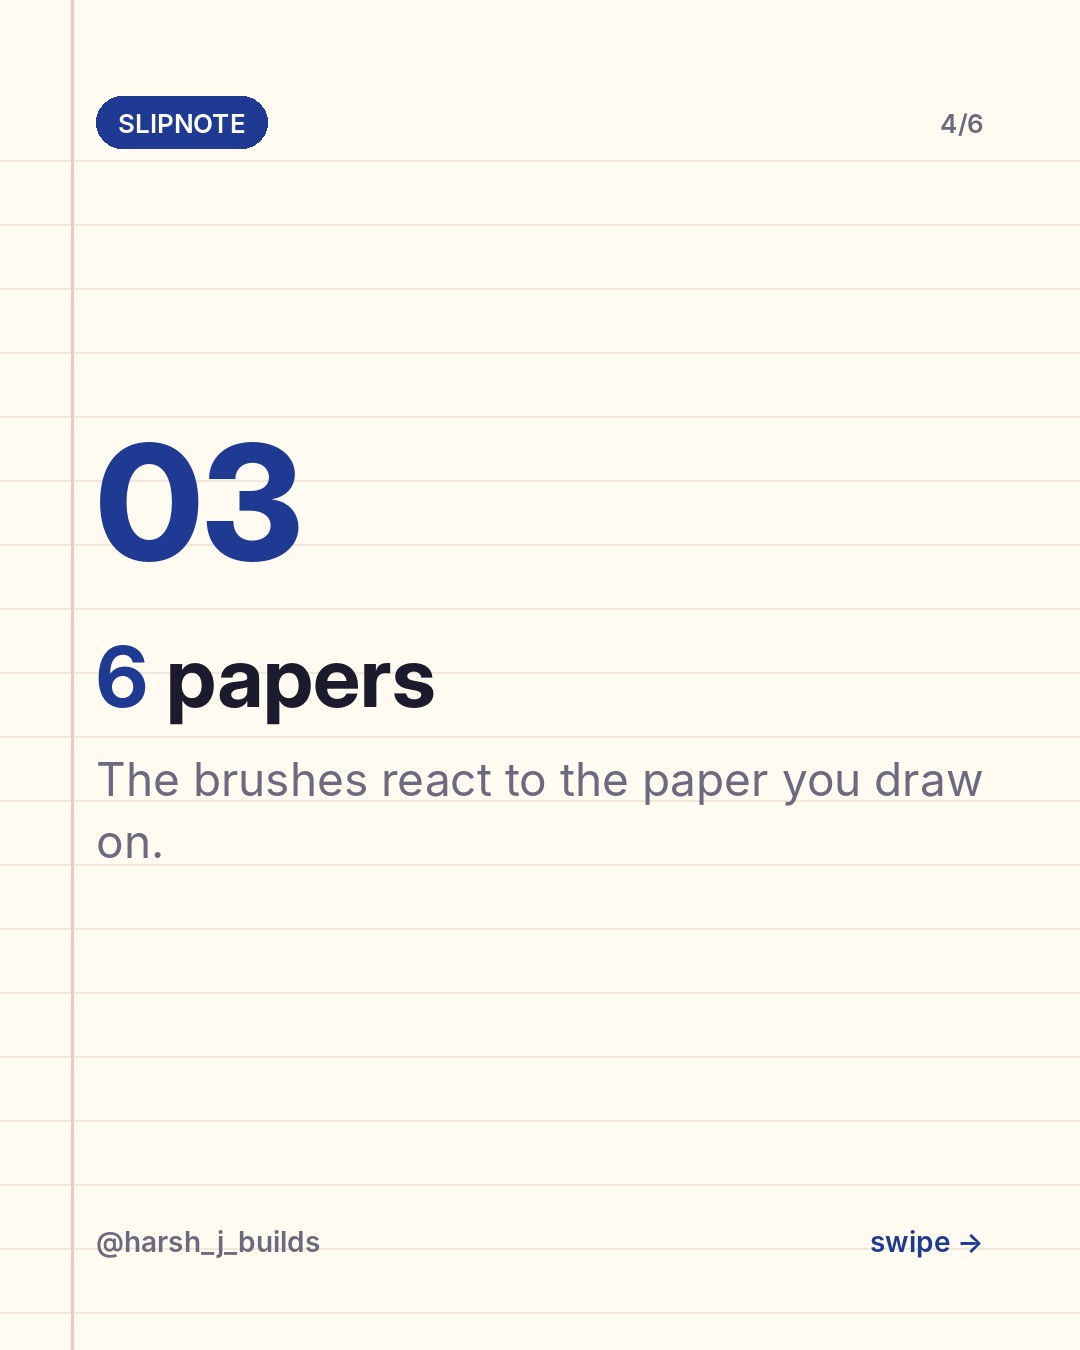 SLIPNOTE
4/6
03
6 papers
The brushes react to the paper you draw
on.
@harsh_j_builds
swipe →